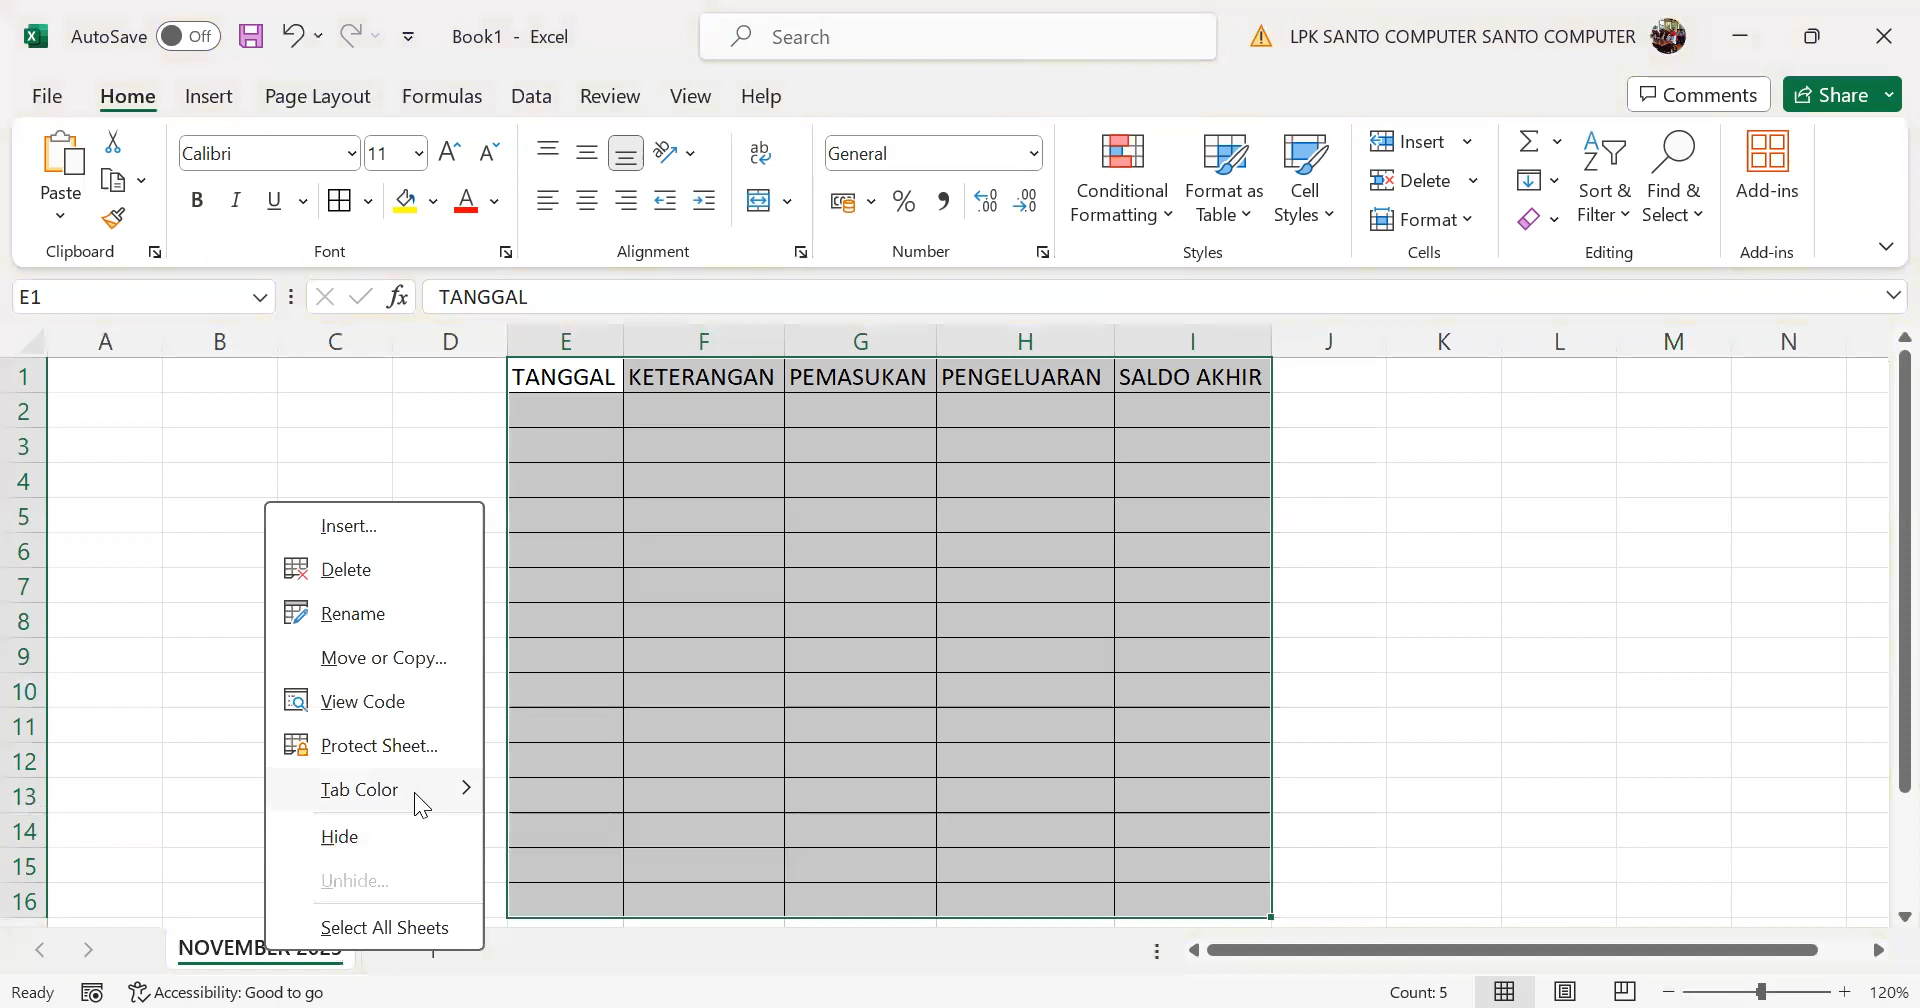 AutoSave Off Book1 - Excel Search LPK SANTO COMPUTER SANTO COMPUTER
File Home Insert Page Layout Formulas Data Review View Help Comments Share
Paste
Calibri 11
B I U A
ab
General
% 
Conditional Formatting
Format as Table
Cell Styles
Insert
Delete
Format
Sort & Filter
Find & Select
Add-ins
Clipboard Font Alignment Number Styles Cells Editing Add-ins
E1 fx TANGGAL
A B C D E F G H I J K L M N
1 TANGGAL KETERANGAN PEMASUKAN PENGELUARAN SALDO AKHIR
2
3
4
5
6
7
8
9
10
11
12
13
14
15
16
Insert...
Delete
Rename
Move or Copy...
View Code
Protect Sheet...
Tab Color
Hide
Unhide...
Select All Sheets
NOVEMBER 2023
Ready Accessibility: Good to go Count: 5 120%